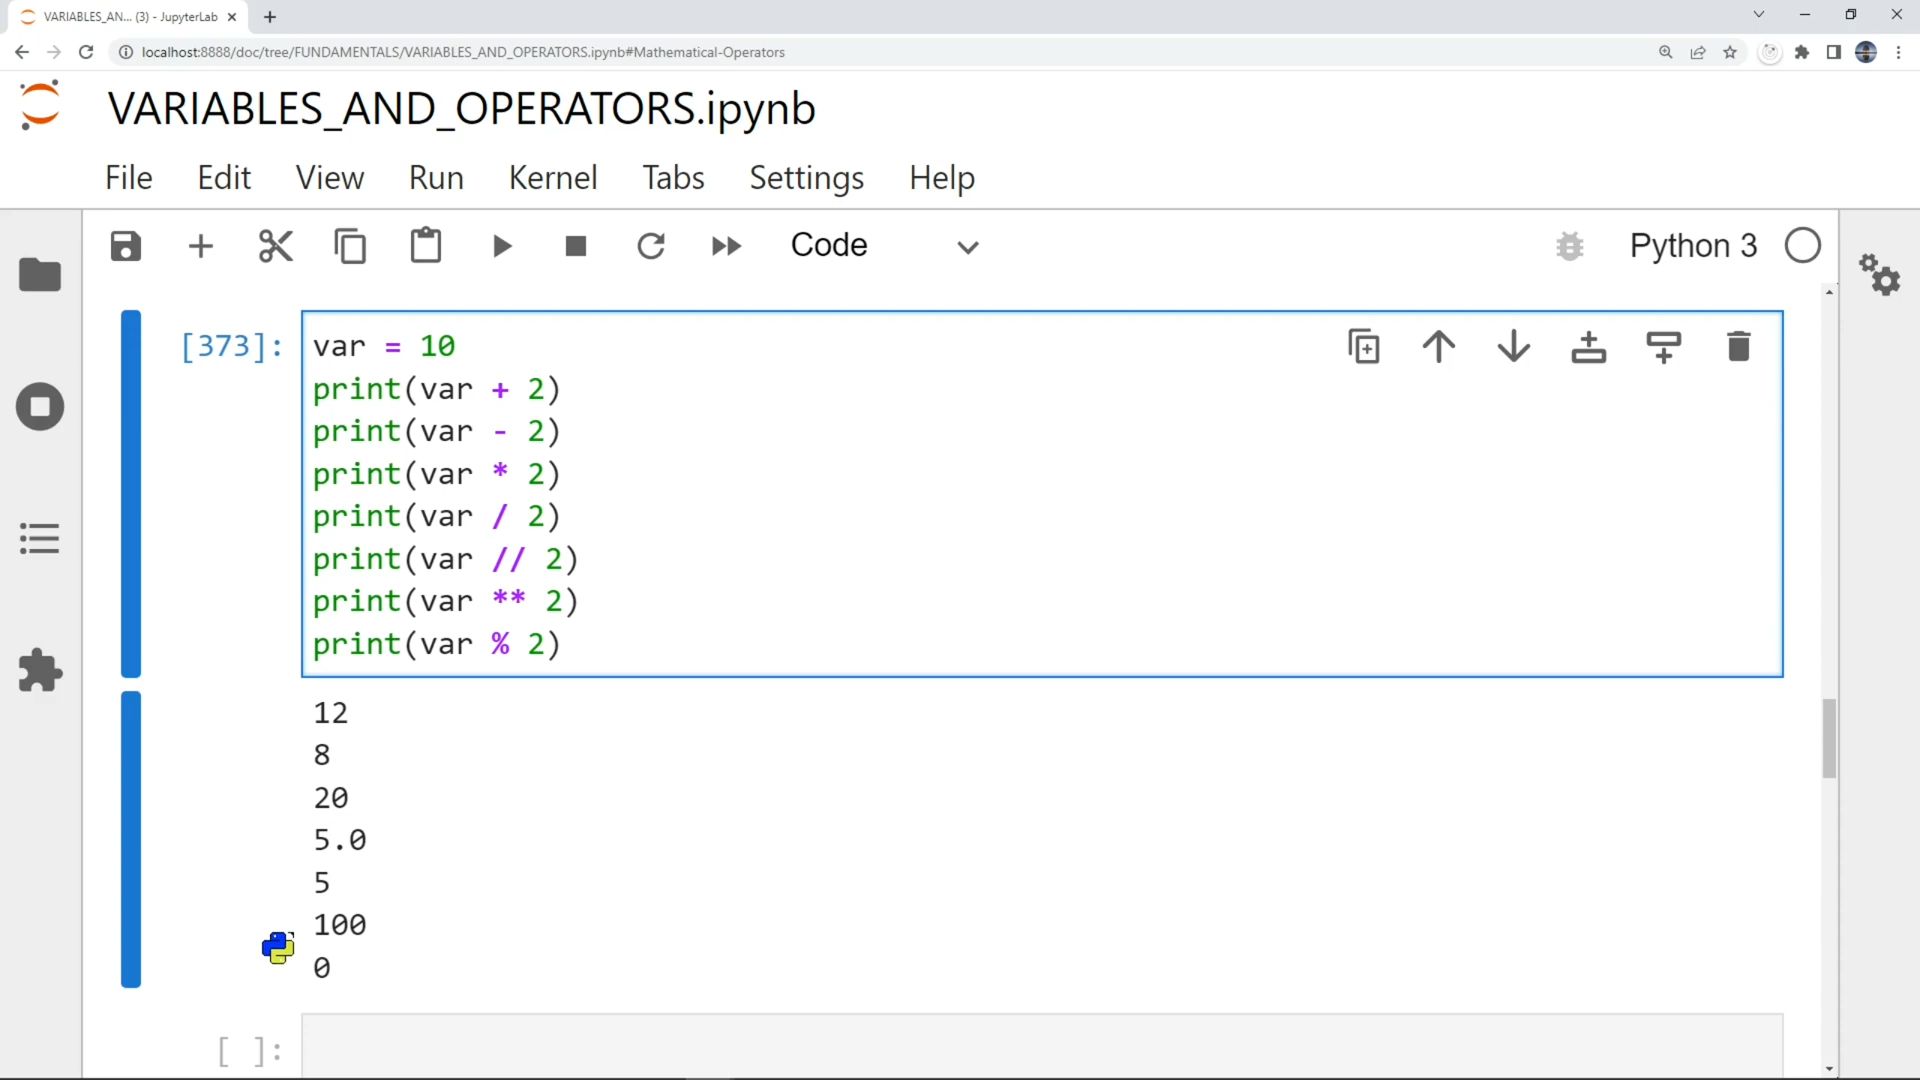 VARIABLES_AN... (3) - JupyterLab
localhost:8888/doc/tree/FUNDAMENTALS/VARIABLES_AND_OPERATORS.ipynb#Mathematical-Operators
VARIABLES_AND_OPERATORS.ipynb
File Edit View Run Kernel Tabs Settings Help
Code Python 3
[373]: var = 10
print(var + 2)
print(var - 2)
print(var * 2)
print(var / 2)
print(var // 2)
print(var ** 2)
print(var % 2)
12
8
20
5.0
5
100
0
[ ]: